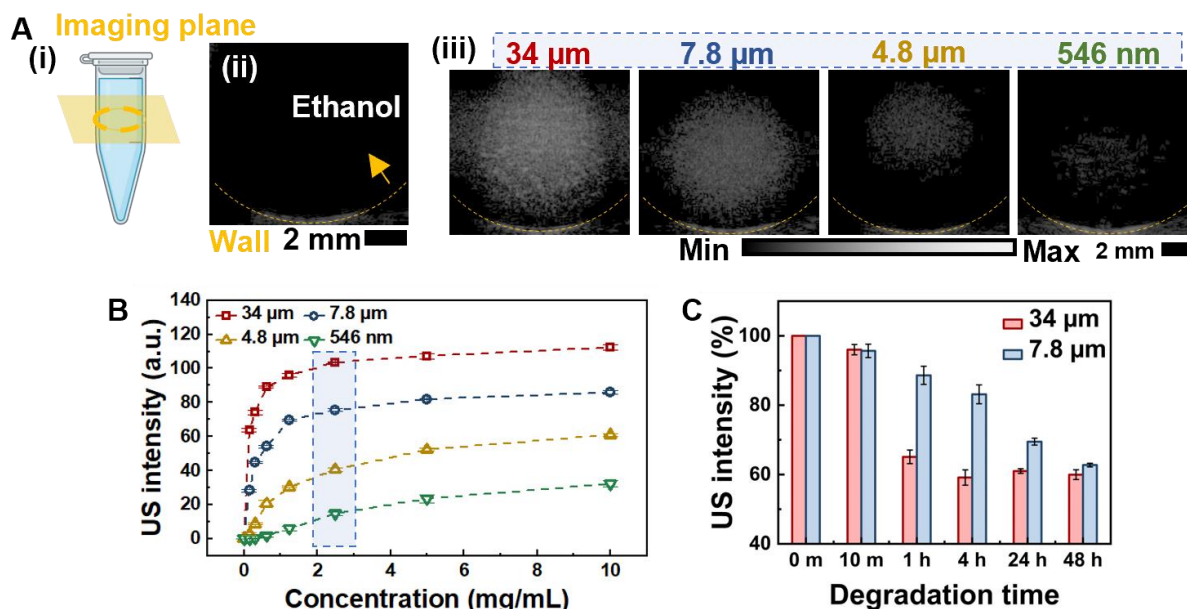 A
Imaging plane
(i)
(ii)
Ethanol
Wall
2 mm
(iii)
34 µm
7.8 µm
4.8 µm
546 nm
Min
Max
2 mm
B
US intensity (a.u.)
140
120
100
80
60
40
20
0
34 µm
7.8 µm
4.8 µm
546 nm
0 2 4 6 8 10
Concentration (mg/mL)
C
US intensity (%)
100
80
60
40
34 µm
7.8 µm
0 m 10 m 1 h 4 h 24 h 48 h
Degradation time